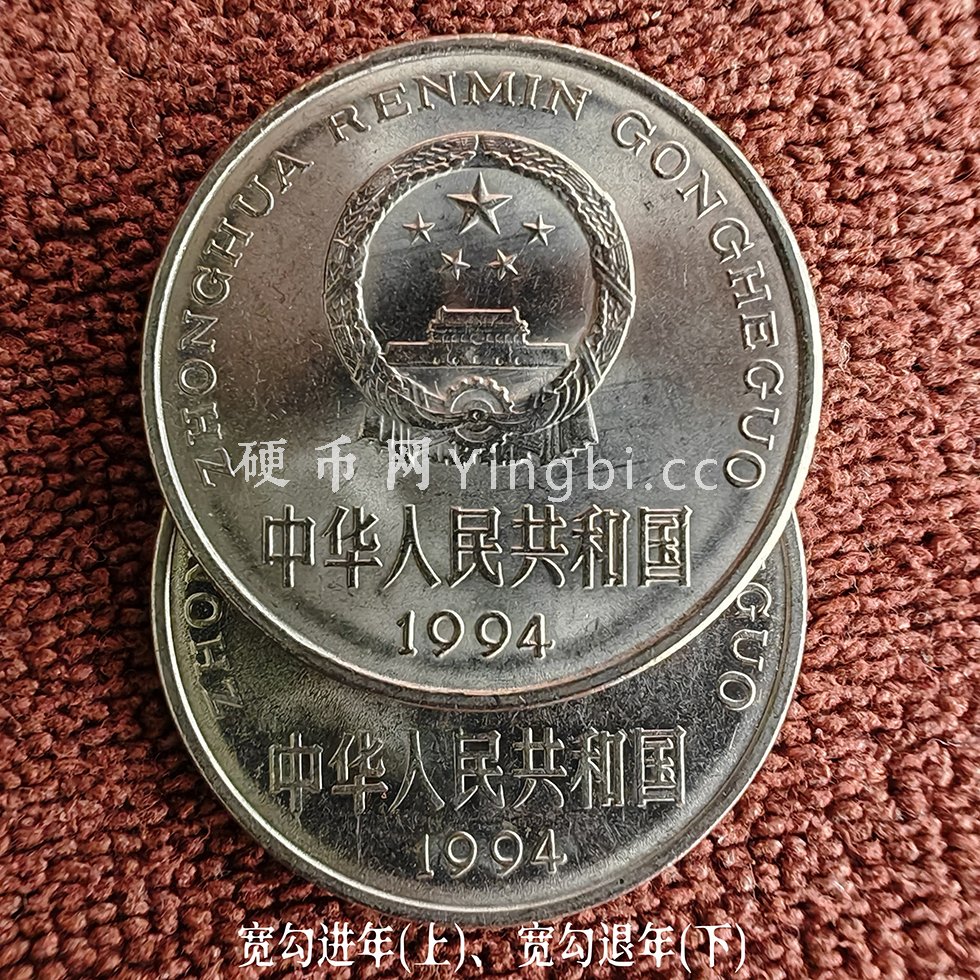 ZHONGHUA RENMIN GONGHEGUO
硬币网Yingbi.cc
中华人民共和国
1994
ZHON
GGUO
中华人民共和国
1994
宽勾进年(上)、宽勾退年(下)